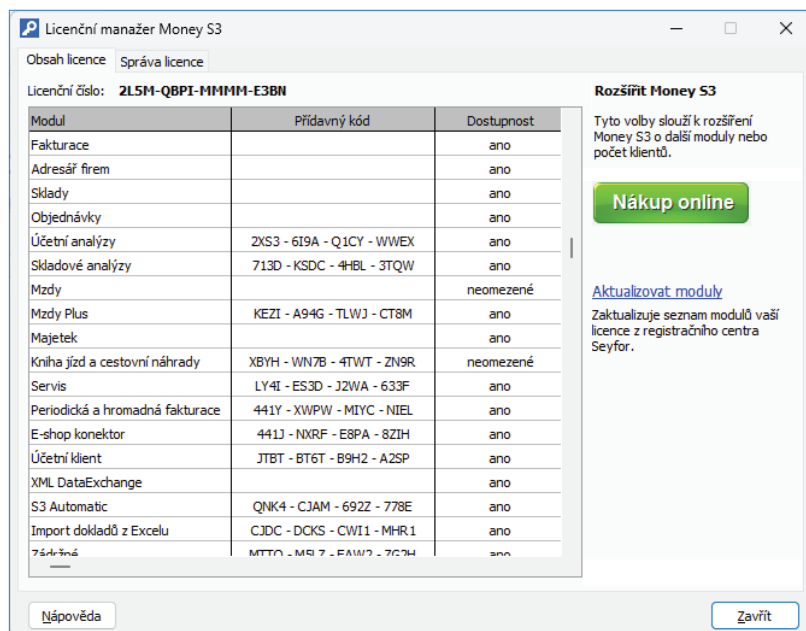 Licenční manažer Money S3
Obsah licence Správa licence
Licenční číslo: 2L5M-QBPI-MMMM-E3BN
Modul Přídavný kód Dostupnost
Fakturace ano
Adresář firem ano
Sklady ano
Objednávky ano
Účetní analýzy 2XS3 - 6I9A - Q1CY - WWEX ano
Skladové analýzy 713D - KSDC - 4HBL - 3TQW ano
Mzdy neomezené
Mzdy Plus KEZI - A94G - TLWJ - CT8M ano
Majetek ano
Kniha jízd a cestovní náhrady XBYH - WN7B - 4TWT - ZN9R neomezené
Servis LY4I - ES3D - J2WA - 633F ano
Periodická a hromadná fakturace 441Y - XWPW - MIYC - NIEL ano
E-shop konektor 441J - NXRF - E8PA - 8ZIH ano
Účetní klient JTBT - BT6T - B9H2 - A2SP ano
XML DataExchange ano
S3 Automatic QNK4 - CJAM - 692Z - 778E ano
Import dokladů z Excelu CJDC - DCKS - CWI1 - MHR1 ano
Zádržné MTTO - M5LZ - EAW2 - ZG2H ano
Rozšířit Money S3
Tyto volby slouží k rozšíření
Money S3 o další moduly nebo
počet klientů.
Nákup online
Aktualizovat moduly
Zaktualizuje seznam modulů vaší
licence z registračního centra
Seyfor.
Nápověda Zavřít